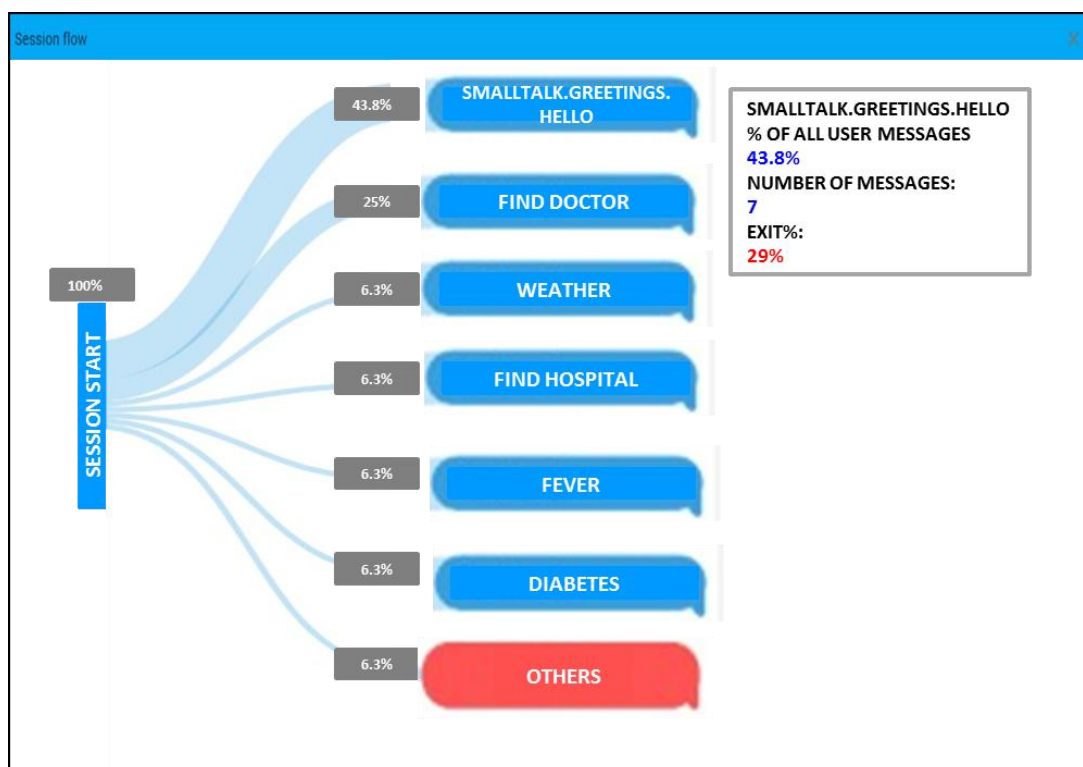 Session flow
X
43.8%
SMALLTALK.GREETINGS.
HELLO
SMALLTALK.GREETINGS.HELLO
% OF ALL USER MESSAGES
43.8%
NUMBER OF MESSAGES:
7
EXIT%:
29%
25%
FIND DOCTOR
100%
SESSION START
6.3%
WEATHER
6.3%
FIND HOSPITAL
6.3%
FEVER
6.3%
DIABETES
6.3%
OTHERS